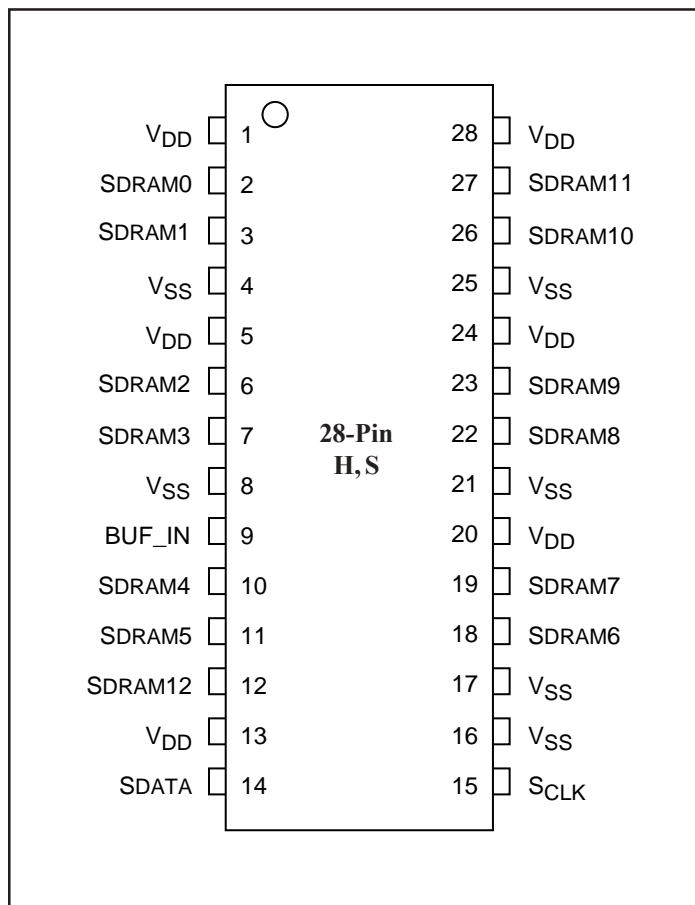 VDD 1 28 VDD
SDRAM0 2 27 SDRAM11
SDRAM1 3 26 SDRAM10
VSS 4 25 VSS
VDD 5 24 VDD
SDRAM2 6 23 SDRAM9
SDRAM3 7 22 SDRAM8
28-Pin
H, S
VSS 8 21 VSS
BUF_IN 9 20 VDD
SDRAM4 10 19 SDRAM7
SDRAM5 11 18 SDRAM6
SDRAM12 12 17 VSS
VDD 13 16 VSS
SDATA 14 15 SCLK